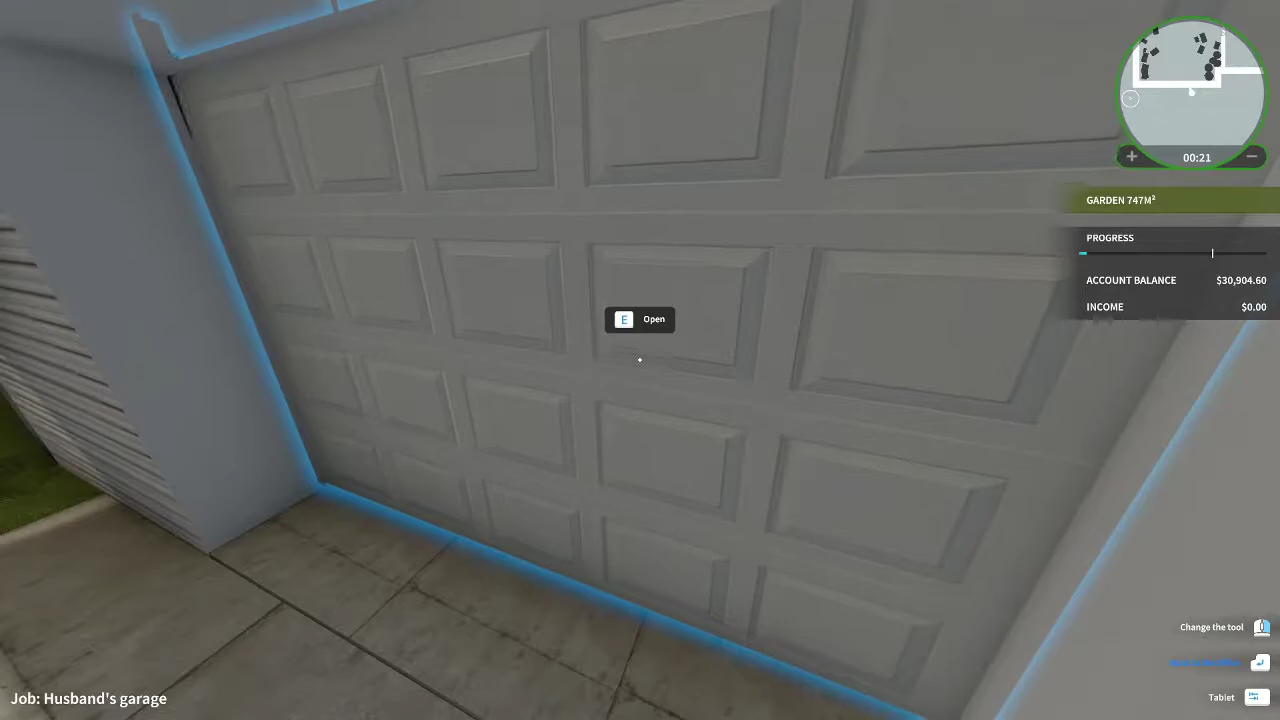 + 00:21 −
GARDEN 747M²
PROGRESS
ACCOUNT BALANCE $30,904.60
INCOME $0.00
E Open
Change the tool
Tablet
Job: Husband's garage